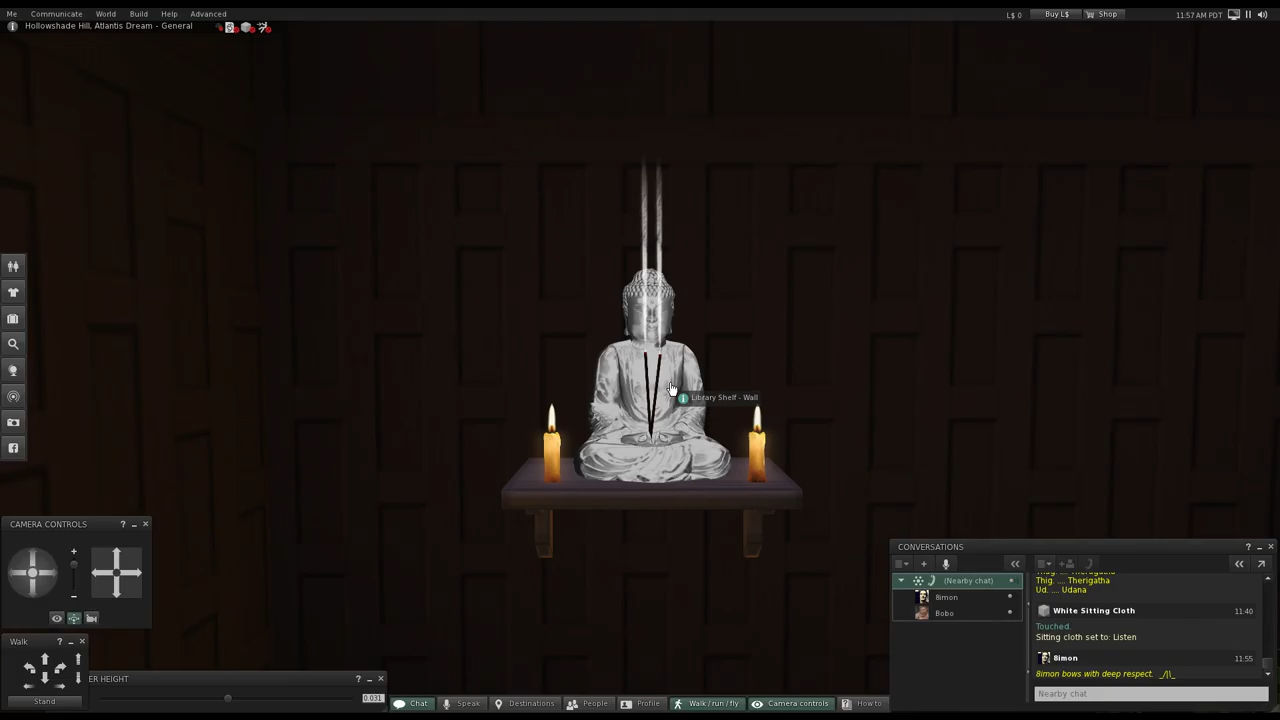 Me Communicate World Build Help Advanced L$ 0 Buy L$ Shop 11:57 AM PDT
Hollowshade Hill, Atlantis Dream - General
Library Shelf - Wall
CAMERA CONTROLS ? _ ×
+
−
Walk ? _ ×
Stand
ER HEIGHT ? _ ×
0.031
CONVERSATIONS ? _ ×
+
(Nearby chat)
8imon
Bobo
Thig. .... Therigatha
Ud. .... Udana
White Sitting Cloth 11:40
Touched.
Sitting cloth set to: Listen
8imon 11:55
8imon bows with deep respect. _/|\_
Nearby chat
Chat Speak Destinations People Profile Walk / run / fly Camera controls How to